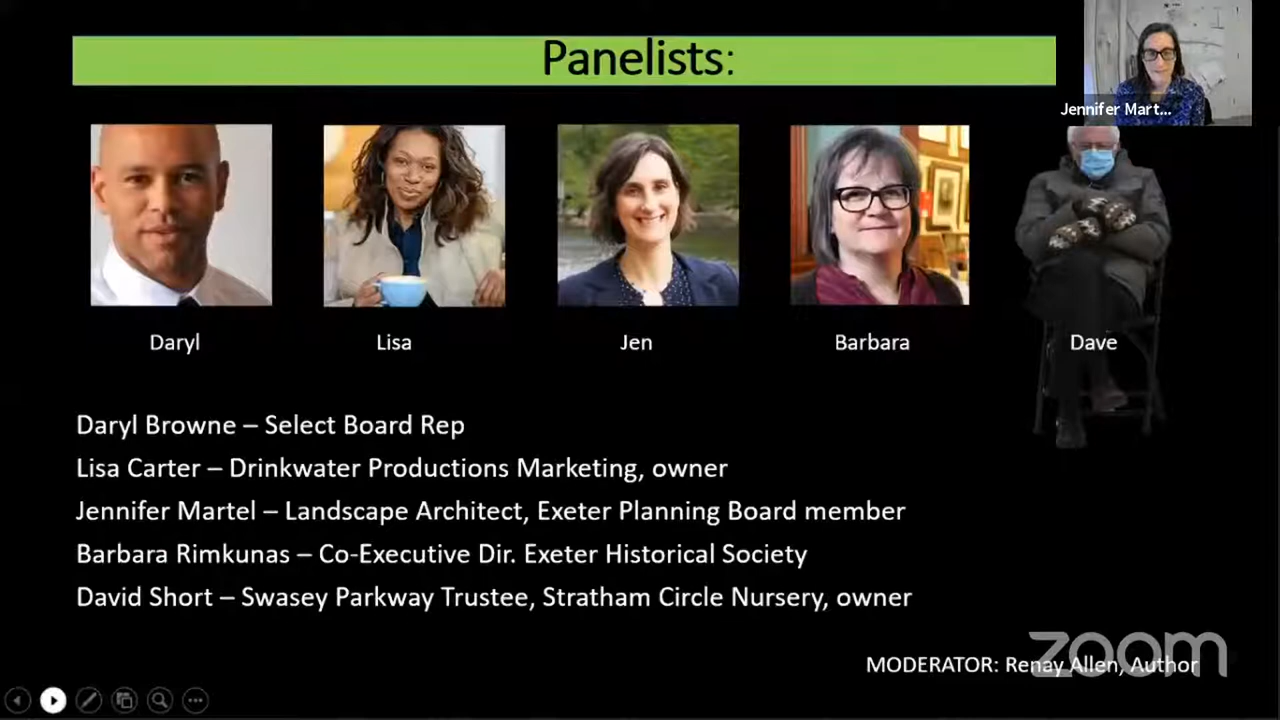 Panelists:
Jennifer Mart...
Daryl
Lisa
Jen
Barbara
Dave
Daryl Browne – Select Board Rep
Lisa Carter – Drinkwater Productions Marketing, owner
Jennifer Martel – Landscape Architect, Exeter Planning Board member
Barbara Rimkunas – Co-Executive Dir. Exeter Historical Society
David Short – Swasey Parkway Trustee, Stratham Circle Nursery, owner
MODERATOR: Renay Allen, Author
zoom